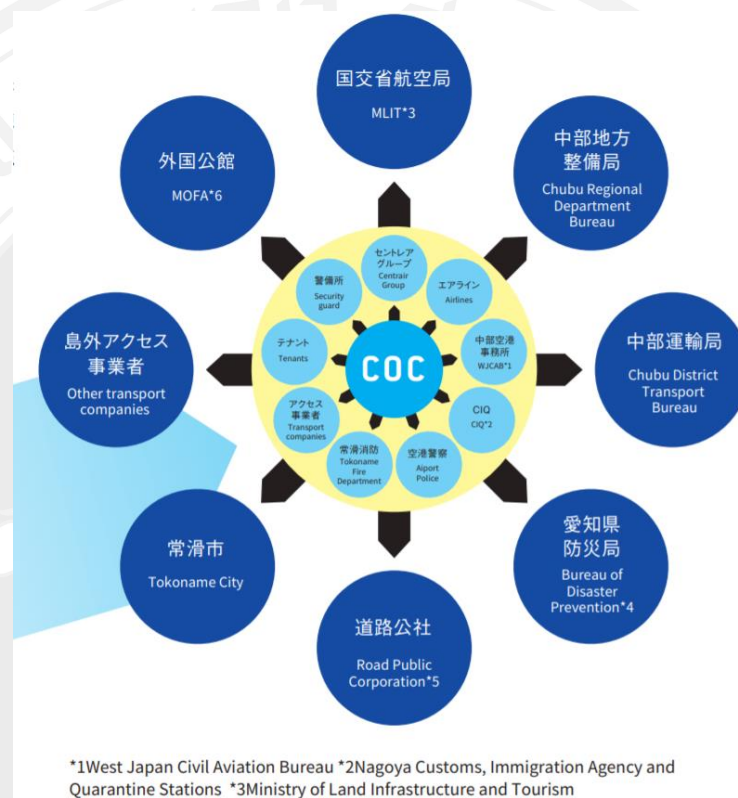 国交省航空局
MLIT*3
中部地方
整備局
Chubu Regional
Department
Bureau
中部運輸局
Chubu District
Transport
Bureau
愛知県
防災局
Bureau of
Disaster
Prevention*4
道路公社
Road Public
Corporation*5
常滑市
Tokoname City
島外アクセス
事業者
Other transport
companies
外国公館
MOFA*6
セントレア
グループ
Centrair
Group
エアライン
Airlines
中部空港
事務所
WJCAB*1
CIQ
CIQ*2
空港警察
Aiport
Police
常滑消防
Tokoname
Fire
Department
アクセス
事業者
Transport
companies
テナント
Tenants
警備所
Security
guard
COC
*1West Japan Civil Aviation Bureau *2Nagoya Customs, Immigration Agency and
Quarantine Stations *3Ministry of Land Infrastructure and Tourism